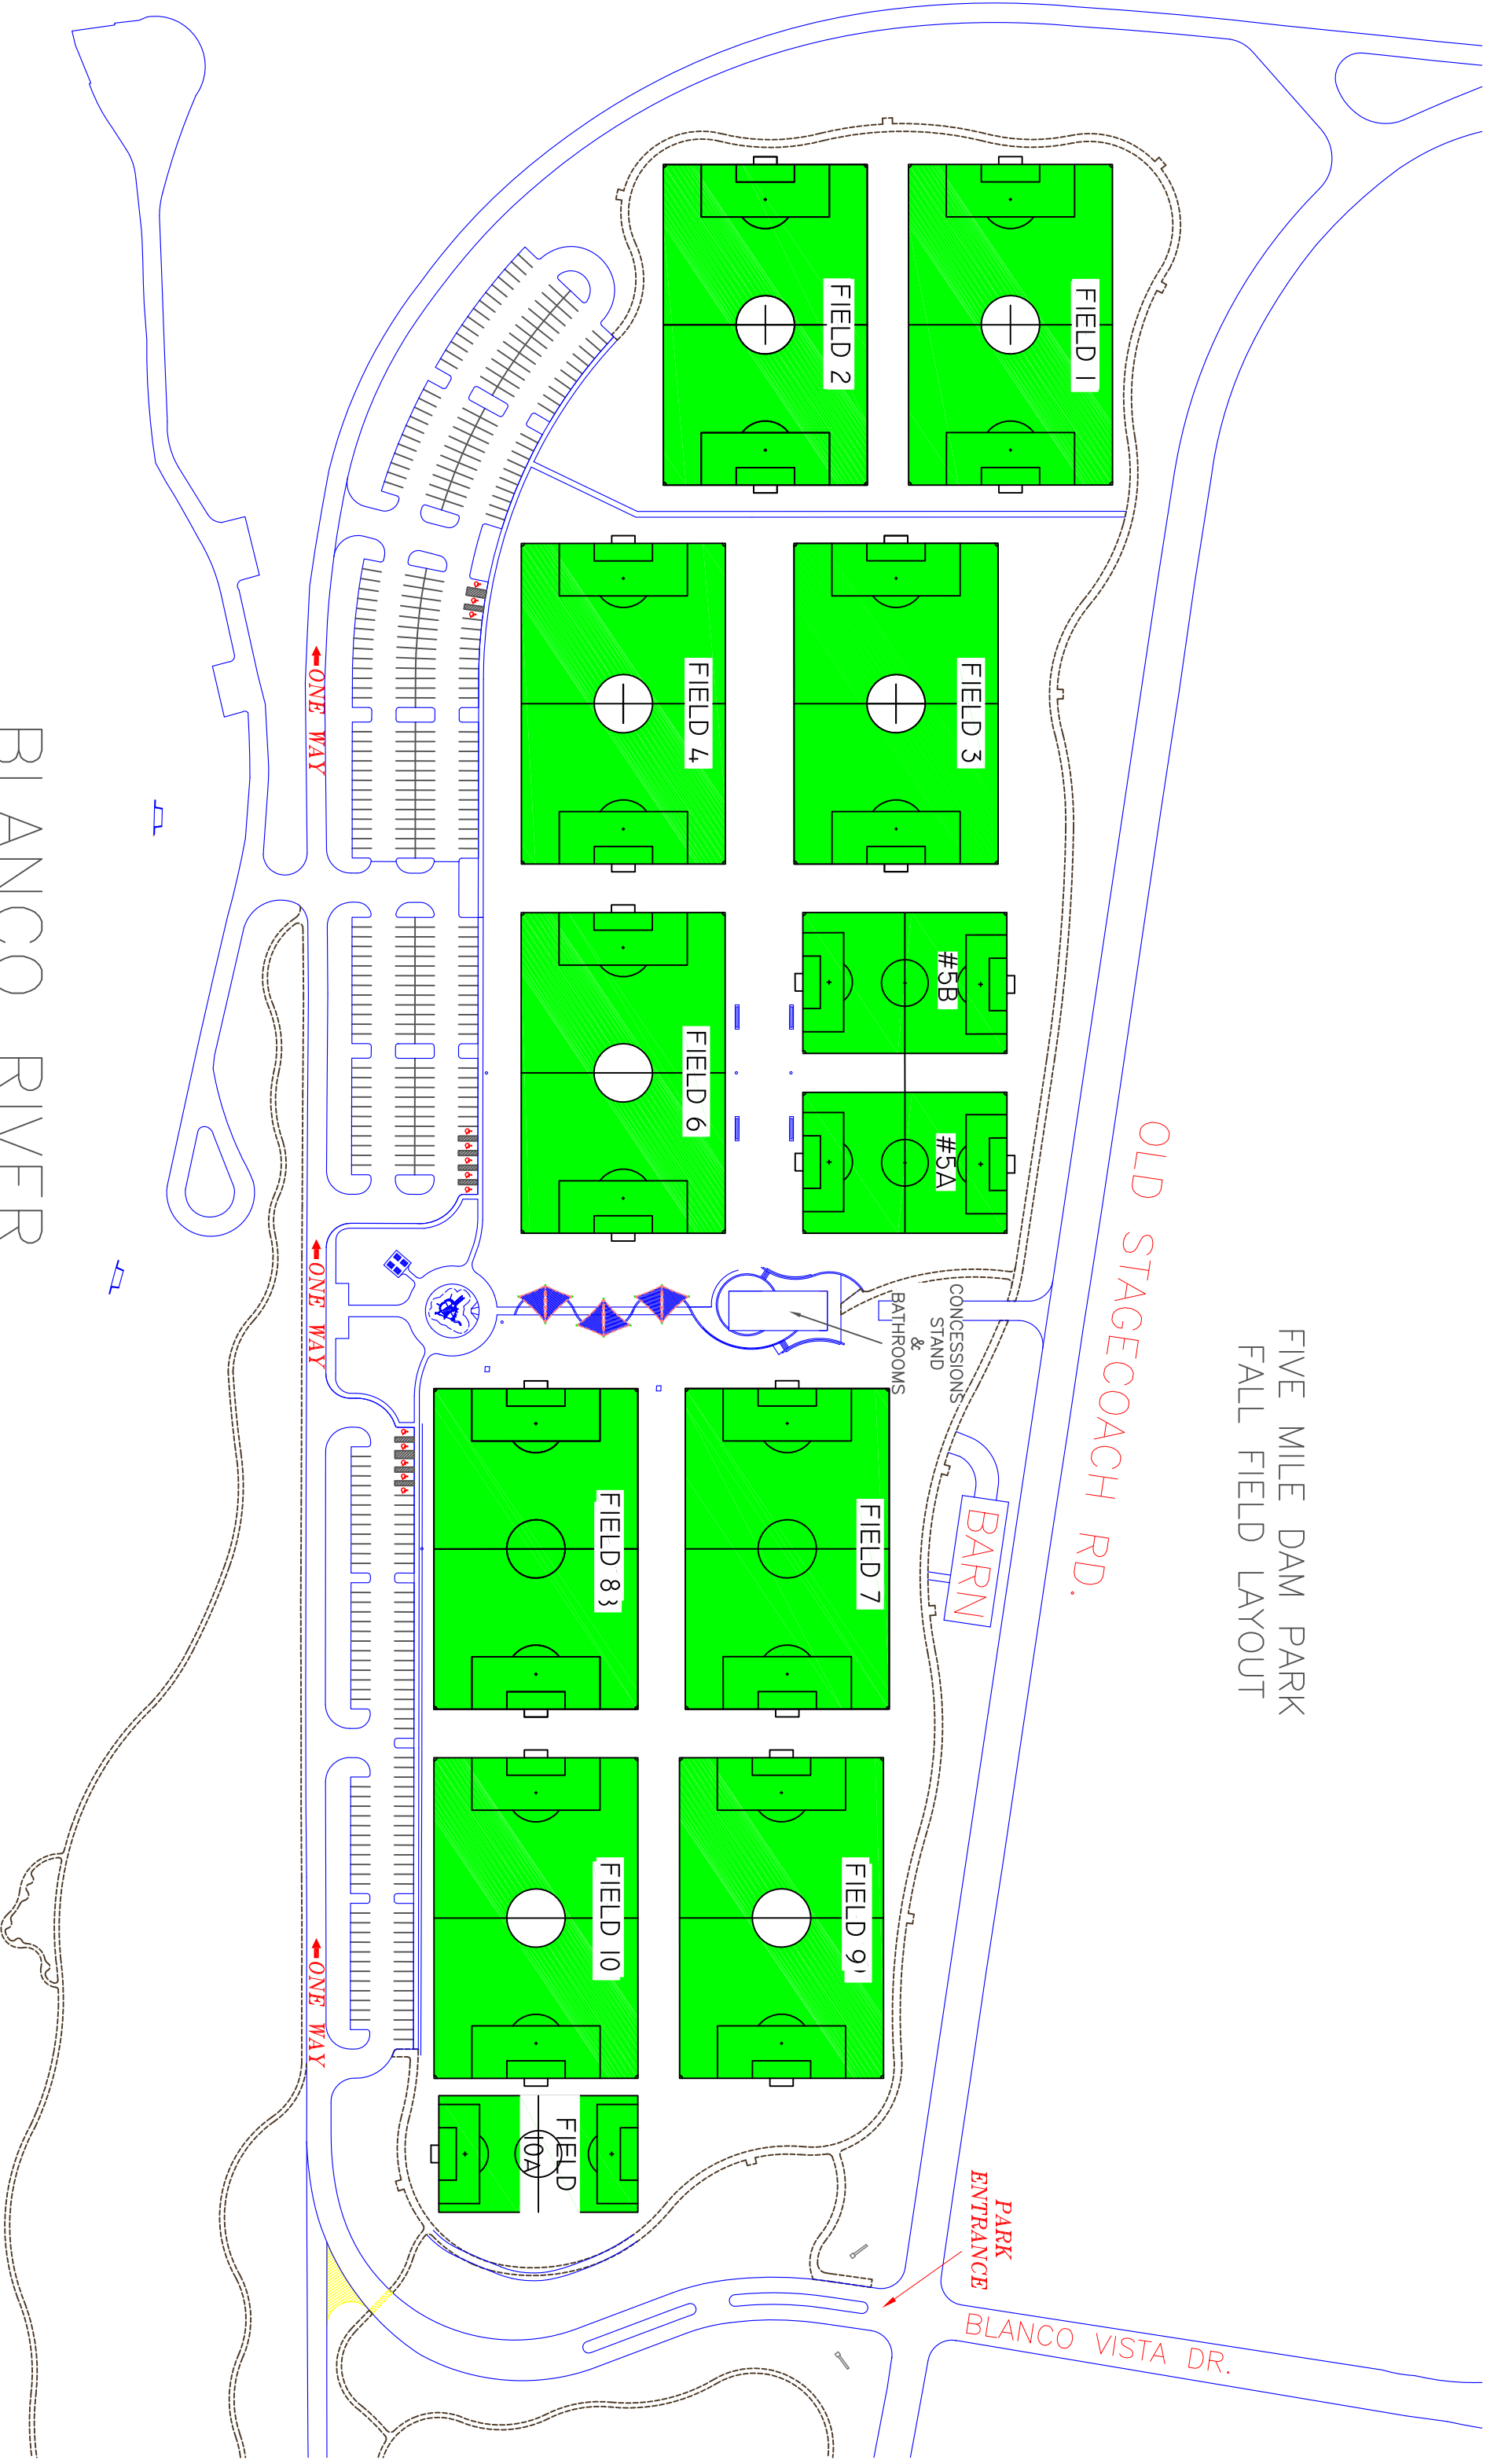 FIVE MILE DAM PARK
FALL FIELD LAYOUT
OLD STAGECOACH RD.
BLANCO VISTA DR.
PARK
ENTRANCE
BARN
CONCESSIONS
STAND
&
BATHROOMS
FIELD 1
FIELD 2
FIELD 3
FIELD 4
#5B
#5A
FIELD 6
FIELD 7
FIELD 8
FIELD 9
FIELD 10
FIELD
10A
ONE WAY
ONE WAY
ONE WAY
BLANCO RIVER